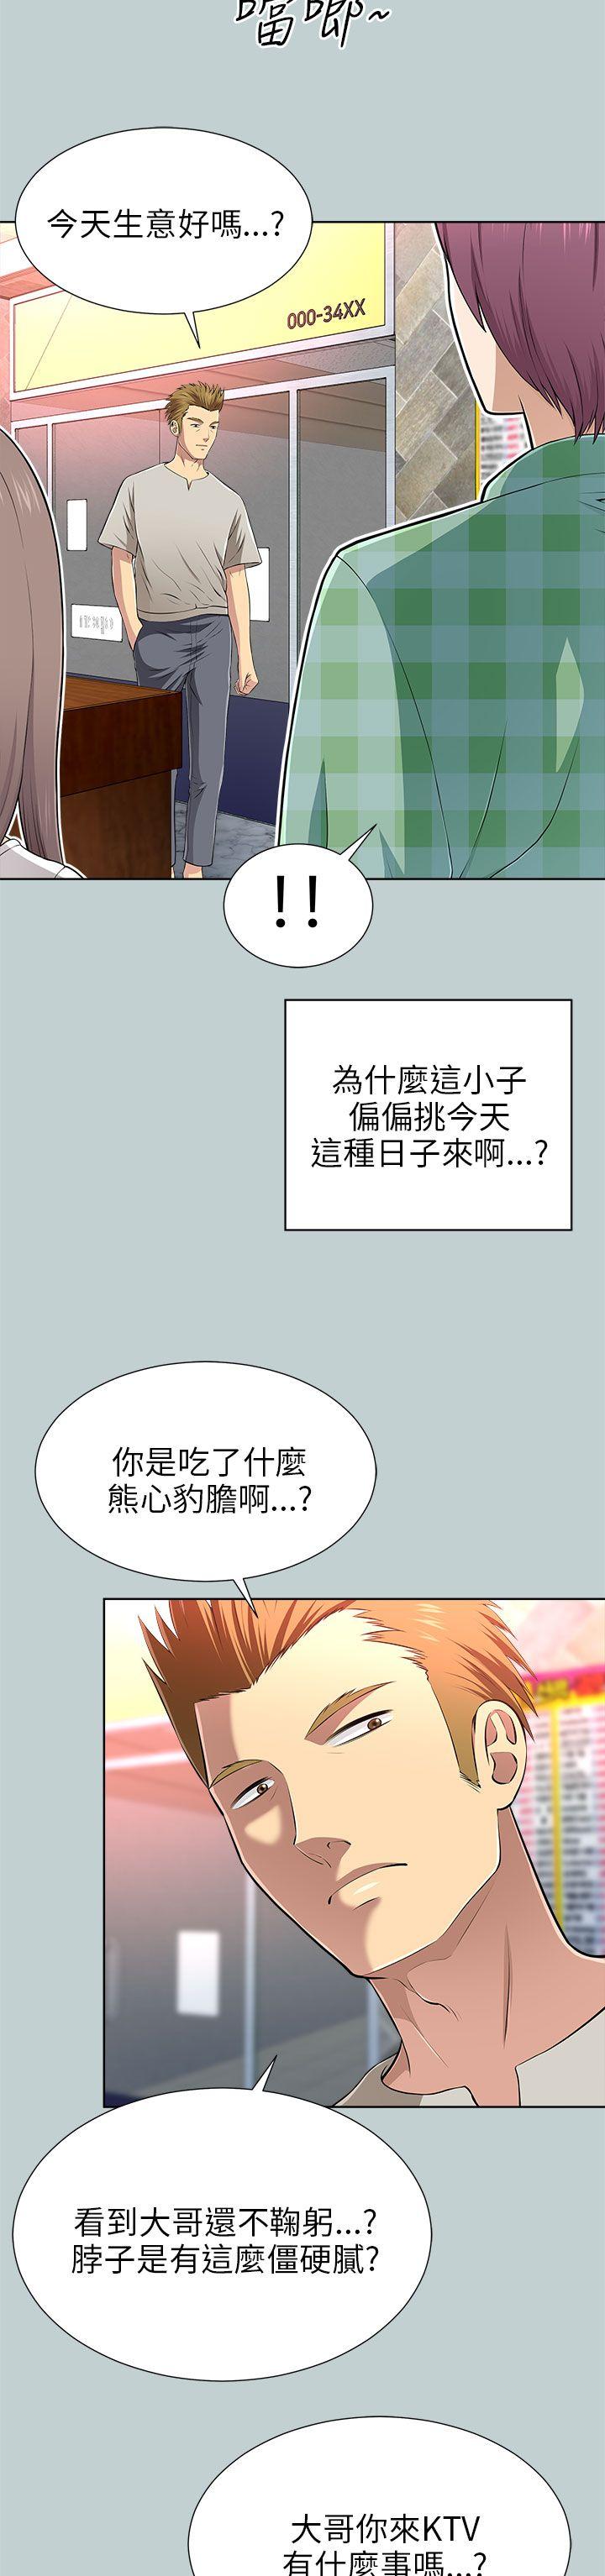 噹啷~
今天生意好嗎...?
000-34XX
!!
為什麼這小子
偏偏挑今天
這種日子來啊...?
你是吃了什麼
熊心豹膽啊...?
看到大哥還不鞠躬...?
脖子是有這麼僵硬膩?
大哥你來KTV
有什麼事嗎...?